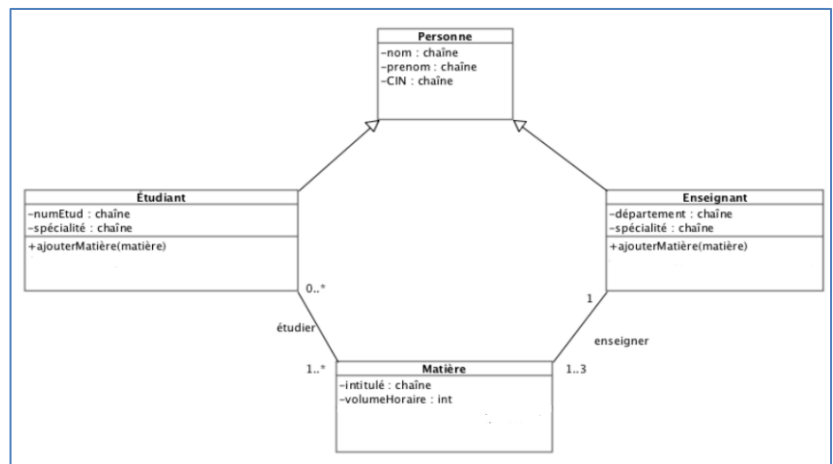 Personne
-nom : chaîne
-prenom : chaîne
-CIN : chaîne
Étudiant
-numEtud : chaîne
-spécialité : chaîne
+ajouterMatière(matière)
Enseignant
-département : chaîne
-spécialité : chaîne
+ajouterMatière(matière)
0..*
1
étudier
enseigner
1..*
1..3
Matière
-intitulé : chaîne
-volumeHoraire : int